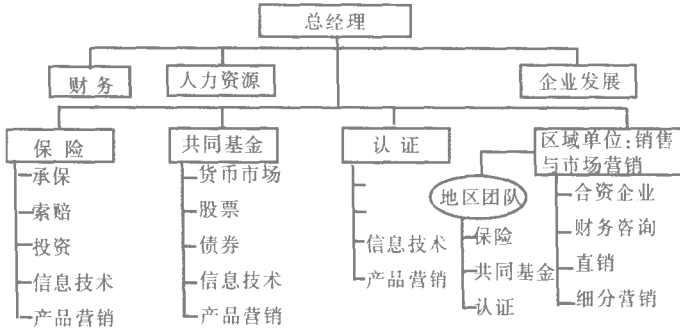 总经理
财务
人力资源
企业发展
保险
共同基金
认证
区域单位:销售
与市场营销
承保
索赔
投资
信息技术
产品营销
货币市场
股票
债券
信息技术
产品营销
信息技术
产品营销
地区团队
保险
共同基金
认证
合资企业
财务咨询
直销
细分营销